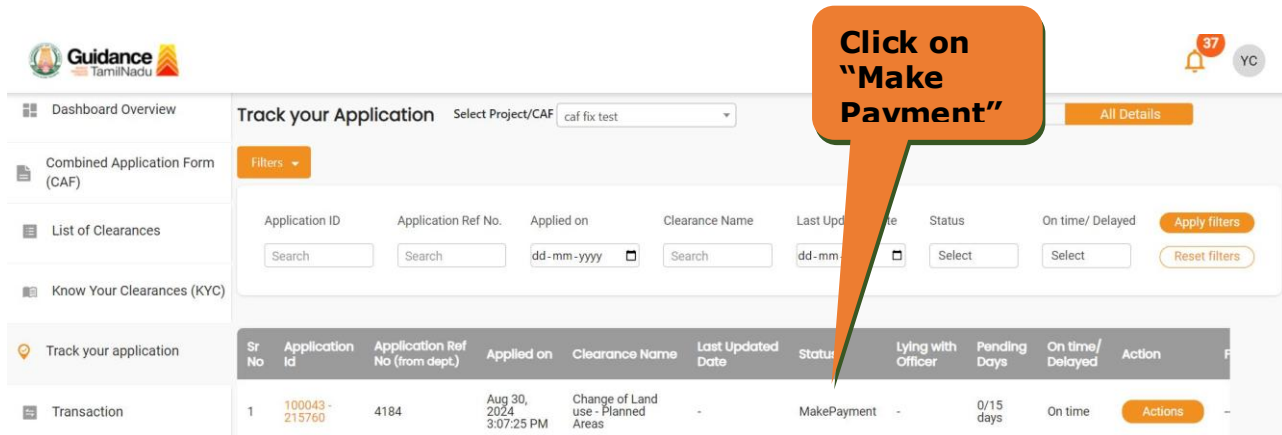 Click on
“Make
Payment”
Guidance
TamilNadu
37
YC
Dashboard Overview
Track your Application
Select Project/CAF
caf fix test
All Details
Combined Application Form
(CAF)
Filters
List of Clearances
Application ID
Application Ref No.
Applied on
Clearance Name
Status
On time/ Delayed
Apply filters
Search
Search
dd-mm-yyyy
Search
Select
Select
Reset filters
Know Your Clearances (KYC)
Track your application
Sr
No
Application
Id
Application Ref
No (from dept.)
Applied on
Clearance Name
Last Updated
Date
Status
Lying with
Officer
Pending
Days
On time/
Delayed
Action
Transaction
1
100043 -
215760
4184
Aug 30,
2024
3:07:25 PM
Change of Land
use - Planned
Areas
-
MakePayment
-
0/15
days
On time
Actions